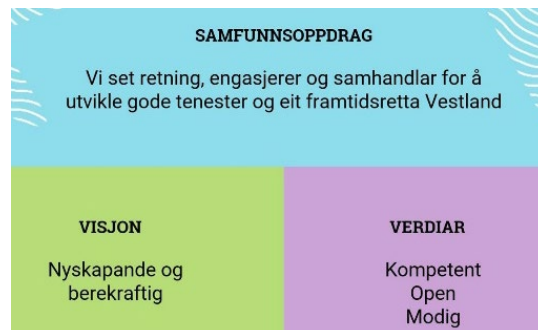 SAMFUNNSOPPDRAG
Vi set retning, engasjerer og samhandlar for å
utvikle gode tenester og eit framtidsretta Vestland
VISJON
Nyskapande og
berekraftig
VERDIAR
Kompetent
Open
Modig